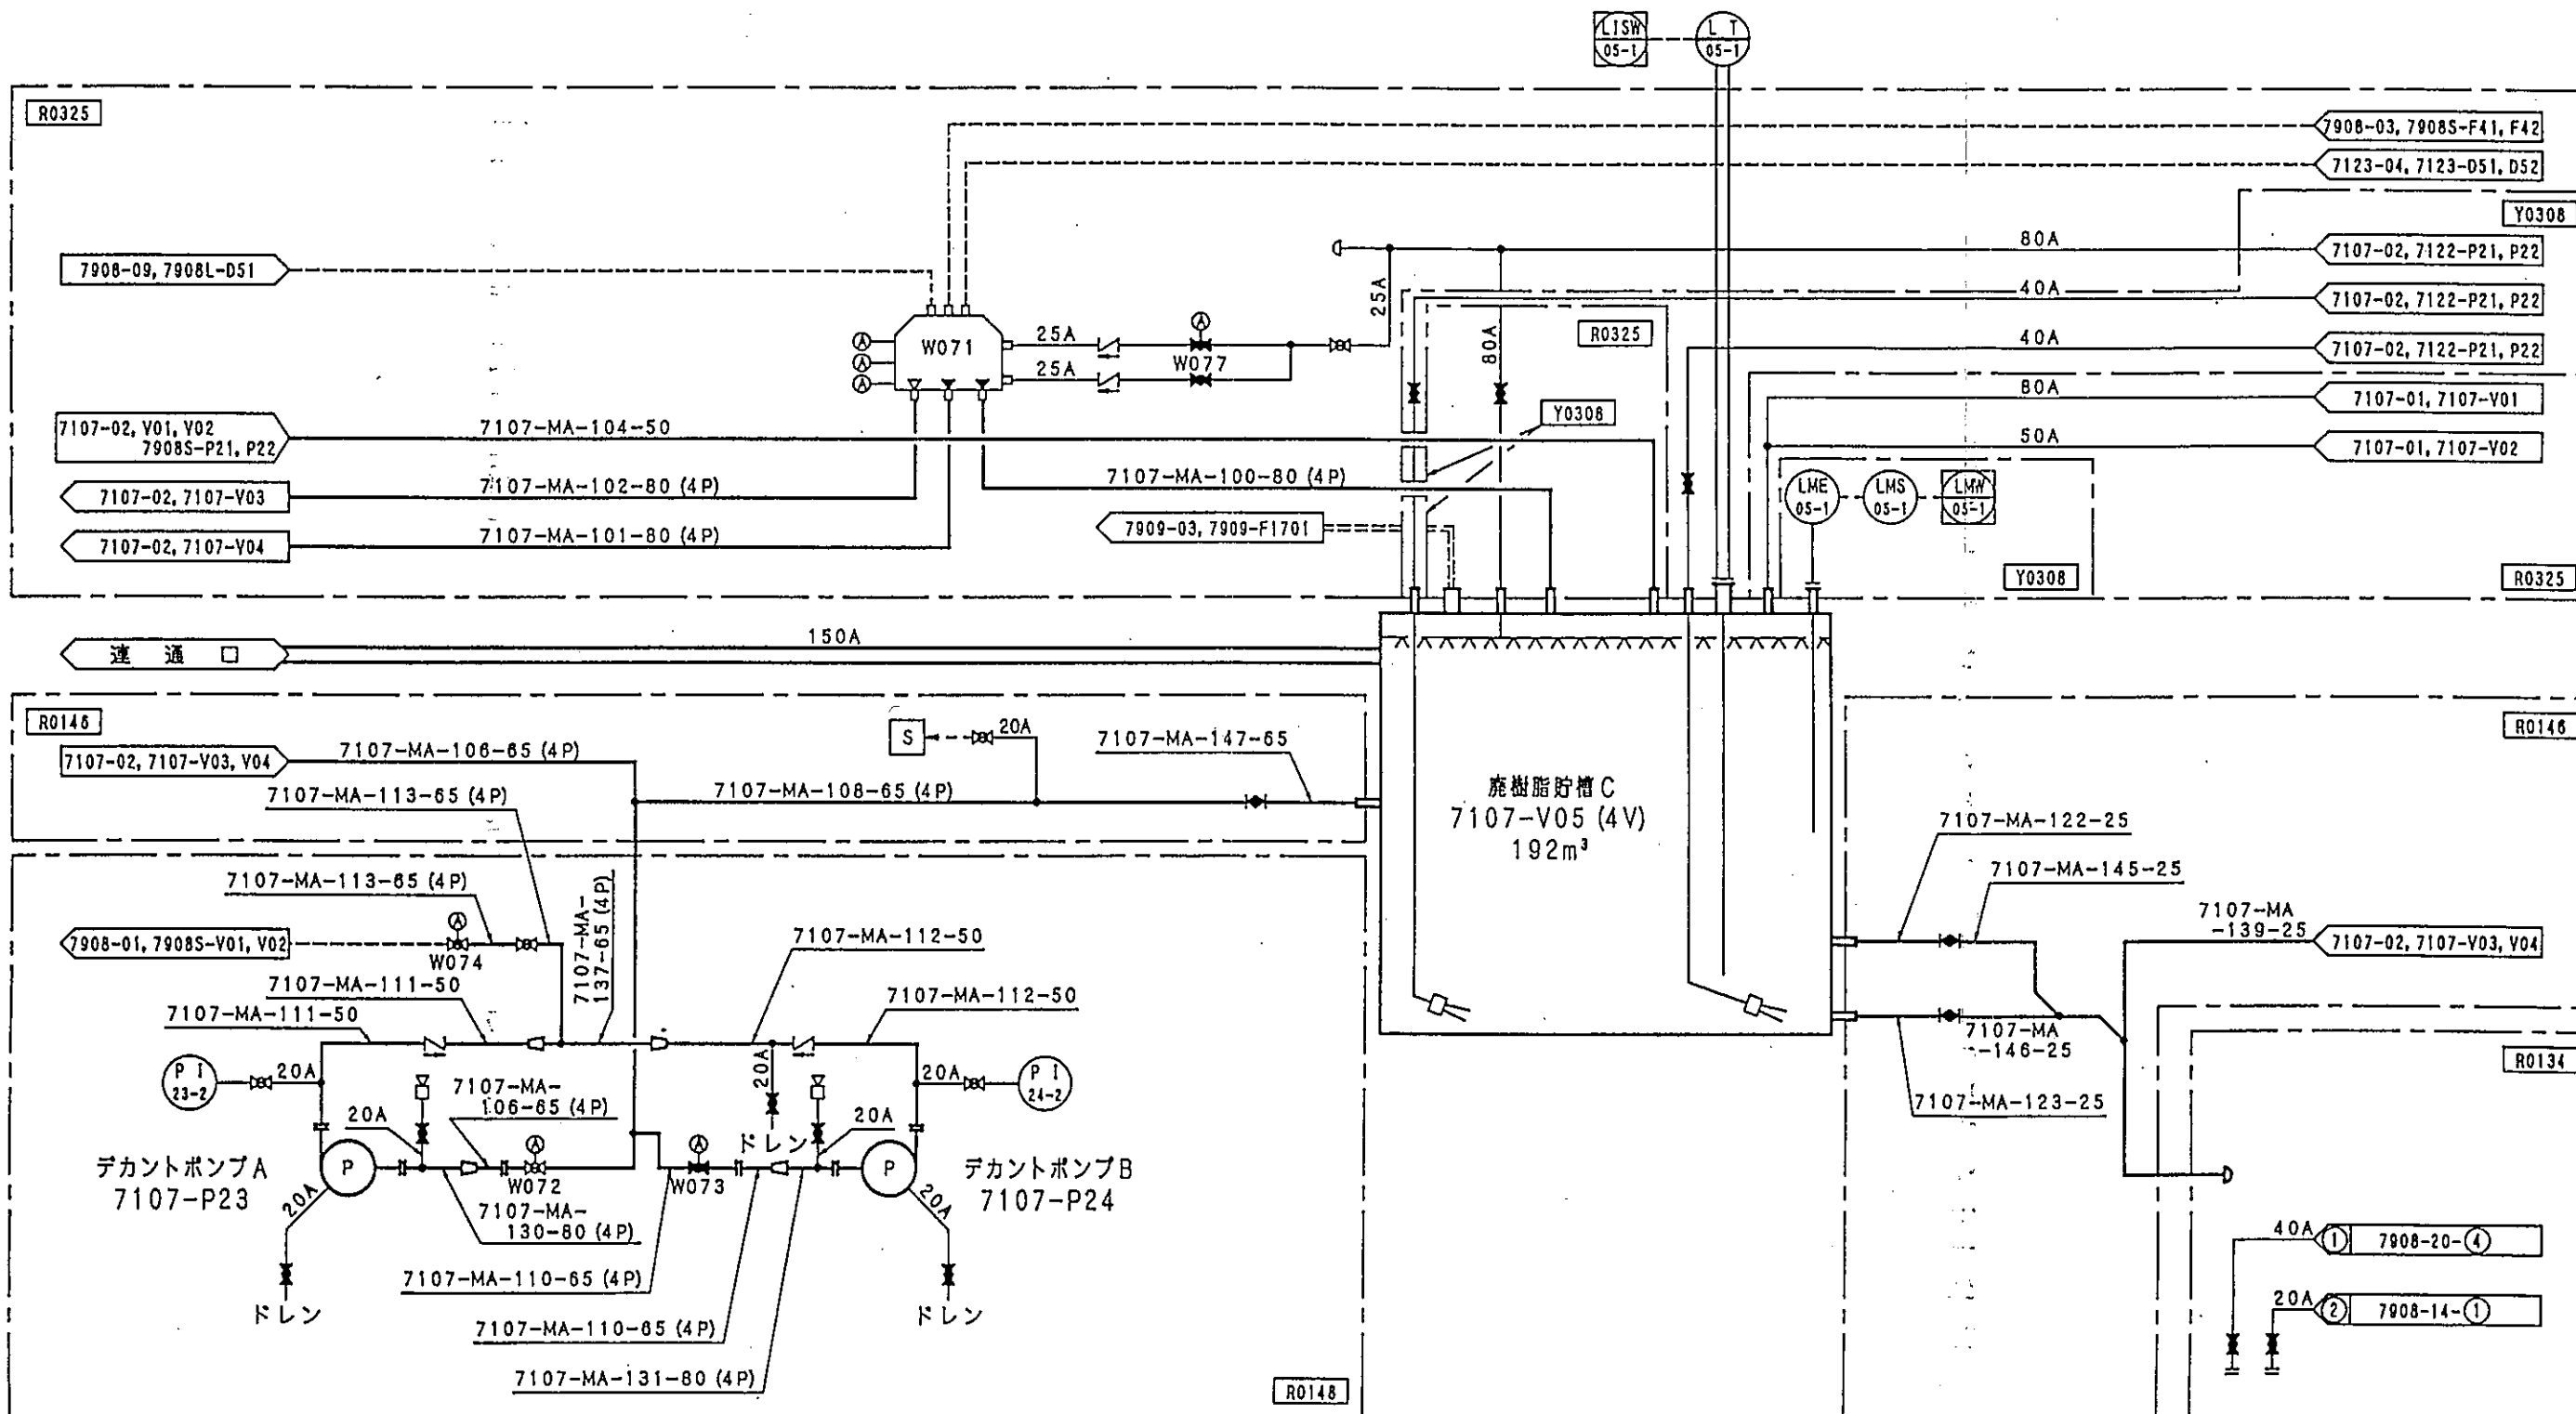 LISW
05-1
L T
05-1
R0325
7908-03, 7908S-F41, F42
7123-04, 7123-D51, D52
Y0308
80A
7107-02, 7122-P21, P22
7908-09, 7908L-D51
25A
40A
7107-02, 7122-P21, P22
R0325
W071
25A
W077
25A
80A
40A
7107-02, 7122-P21, P22
80A
7107-01, 7107-V01
Y0308
7107-02, V01, V02
7908S-P21, P22
7107-MA-104-50
50A
7107-01, 7107-V02
7107-02, 7107-V03
7107-MA-102-80 (4P)
7107-MA-100-80 (4P)
LME
05-1
LMS
05-1
LMW
05-1
7909-03, 7909-F1701
7107-02, 7107-V04
7107-MA-101-80 (4P)
Y0308
R0325
連通口
150A
R0146
S
20A
7107-MA-147-65
R0146
7107-02, 7107-V03, V04
7107-MA-106-65 (4P)
7107-MA-113-65 (4P)
7107-MA-108-65 (4P)
廃樹脂貯槽C
7107-V05 (4V)
192m³
7107-MA-122-25
7107-MA-145-25
7107-MA
-139-25
7107-02, 7107-V03, V04
7107-MA-113-65 (4P)
7107-MA-
137-65 (4P)
7908-01, 7908S-V01, V02
A
W074
7107-MA-112-50
7107-MA-111-50
7107-MA-112-50
7107-MA-111-50
7107-MA
-146-25
7107-MA-123-25
R0134
P I
23-2
20A
20A
7107-MA-
106-65 (4P)
20A
ドレン
20A
20A
P I
24-2
デカントポンプA
7107-P23
P
W072
W073
P
デカントポンプB
7107-P24
20A
7107-MA-
130-80 (4P)
20A
7107-MA-110-65 (4P)
ドレン
ドレン
7107-MA-110-65 (4P)
7107-MA-131-80 (4P)
R0148
40A
① 7908-20-④
20A
② 7908-14-①